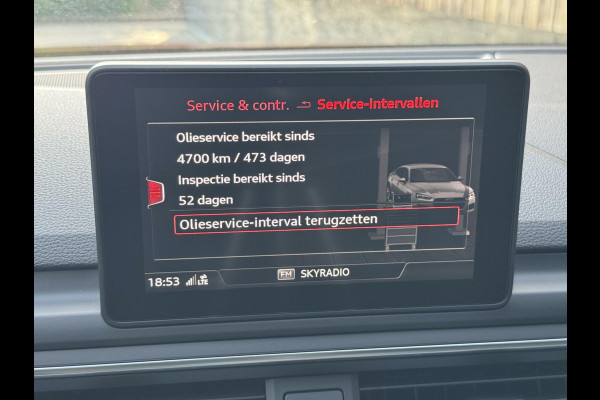 Service & contr. Service-Intervallen
Olieservice bereikt sinds
4700 km / 473 dagen
Inspectie bereikt sinds
52 dagen
Olieservice-interval terugzetten
18:53 LTE FM SKYRADIO